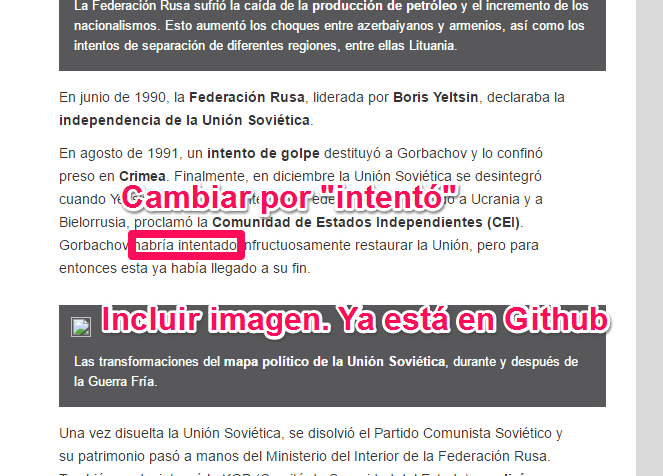 La Federación Rusa sufrió la caída de la producción de petróleo y el incremento de los
nacionalismos. Esto aumentó los choques entre azerbaiyanos y armenios, así como los
intentos de separación de diferentes regiones, entre ellas Lituania.
En junio de 1990, la Federación Rusa, liderada por Boris Yeltsin, declaraba la
independencia de la Unión Soviética.
En agosto de 1991, un intento de golpe destituyó a Gorbachov y lo confinó
preso en Crimea. Finalmente, en diciembre la Unión Soviética se desintegró
Cambiar por "intentó"
cuando a Ucrania y a
Bielorrusia, proclamó la Comunidad de Estados Independientes (CEI).
Gorbachov habría intentado infructuosamente restaurar la Unión, pero para
entonces esta ya había llegado a su fin.
Incluir imagen. Ya está en Github
Las transformaciones del mapa político de la Unión Soviética, durante y después de
la Guerra Fría.
Una vez disuelta la Unión Soviética, se disolvió el Partido Comunista Soviético y
su patrimonio pasó a manos del Ministerio del Interior de la Federación Rusa.